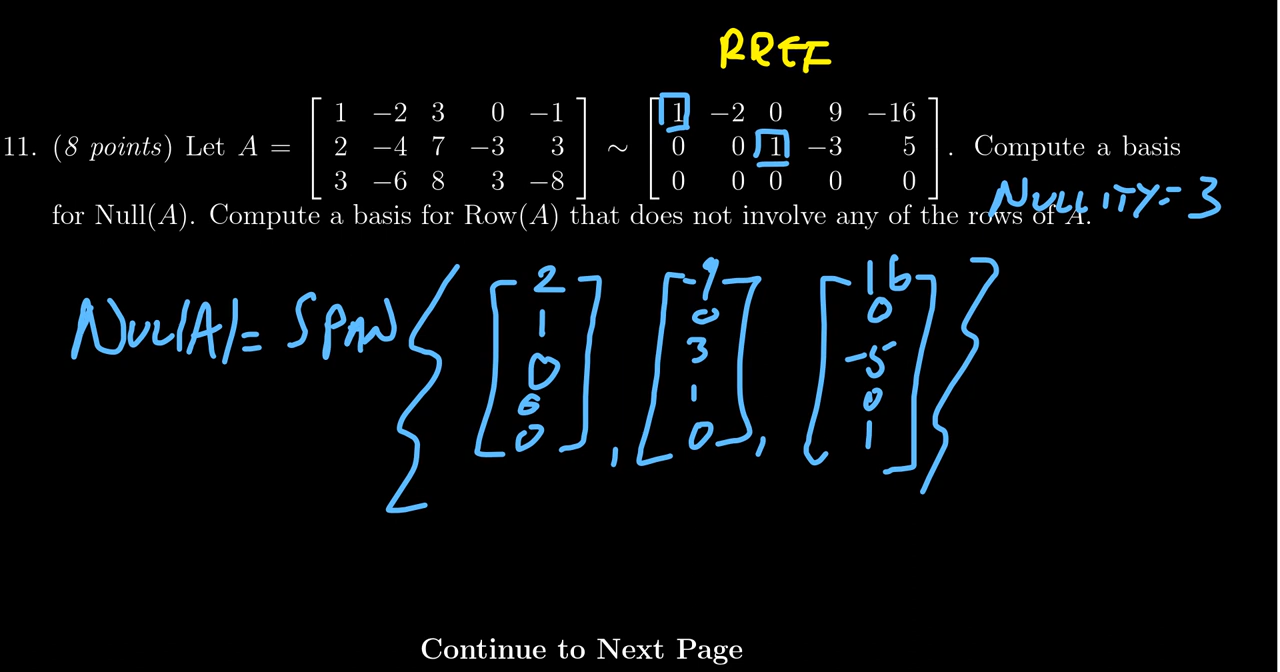 RREF
11. (8 points) Let A = [ 1 −2 3 0 −1 ; 2 −4 7 −3 3 ; 3 −6 8 3 −8 ] ∼ [ 1 −2 0 9 −16 ; 0 0 1 −3 5 ; 0 0 0 0 0 ]. Compute a basis
for Null(A). Compute a basis for Row(A) that does not involve any of the rows of A.
NULLITY = 3
NUL(A) = SPAN { [ 2 1 0 0 0 ] , [ -9 0 3 1 0 ] , [ 16 0 -5 0 1 ] }
Continue to Next Page